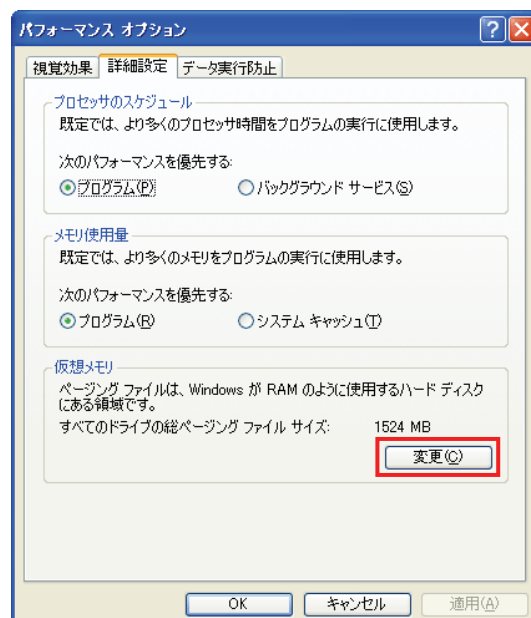 パフォーマンス オプション
視覚効果 詳細設定 データ実行防止
プロセッサのスケジュール
既定では、より多くのプロセッサ時間をプログラムの実行に使用します。
次のパフォーマンスを優先する:
プログラム(P) バックグラウンド サービス(S)
メモリ使用量
既定では、より多くのメモリをプログラムの実行に使用します。
次のパフォーマンスを優先する:
プログラム(R) システム キャッシュ(T)
仮想メモリ
ページング ファイルは、Windows が RAM のように使用するハード ディスク
にある領域です。
すべてのドライブの総ページング ファイル サイズ: 1524 MB
変更(C)
OK キャンセル 適用(A)